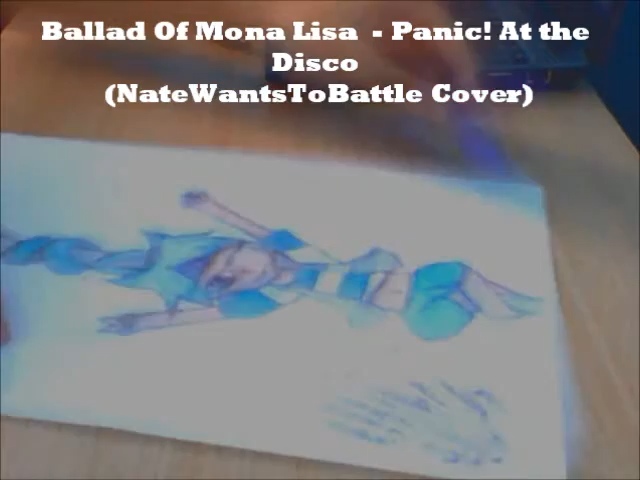 Ballad Of Mona Lisa - Panic! At the
Disco
(NateWantsToBattle Cover)